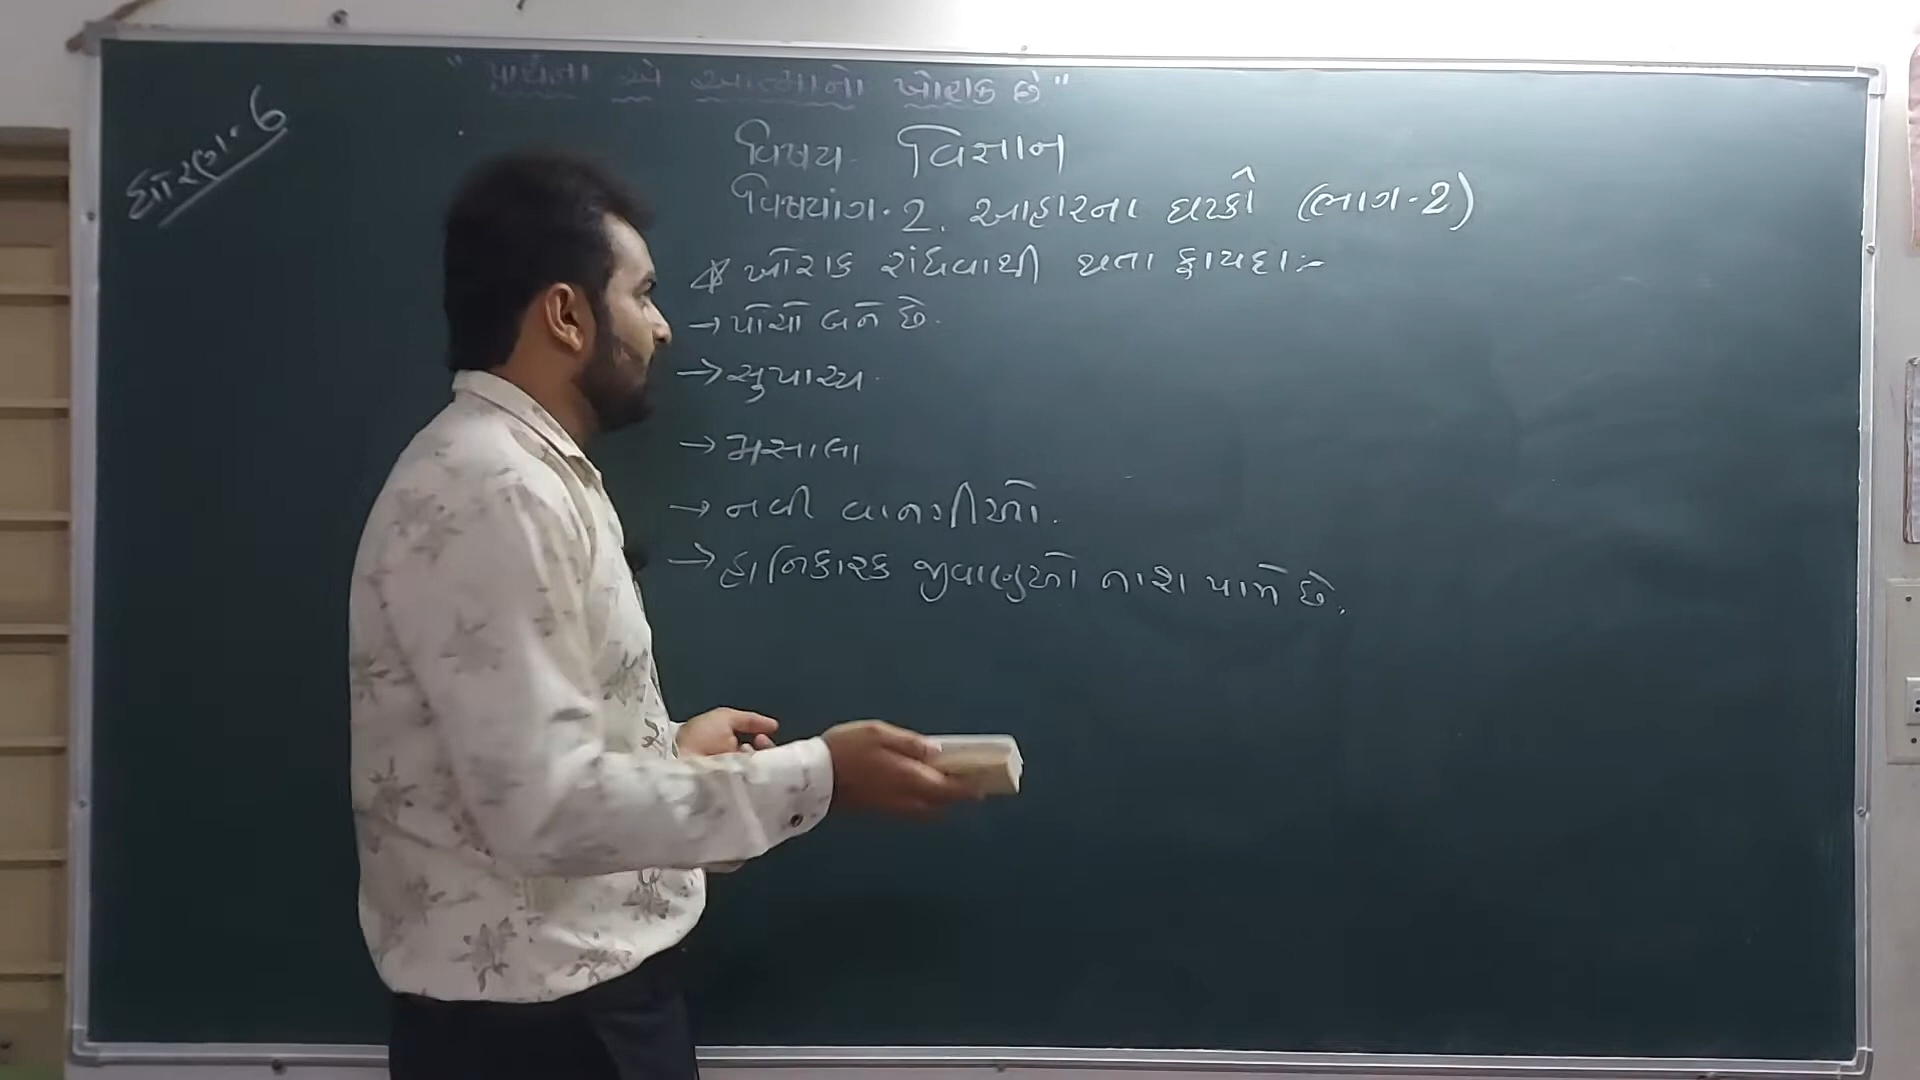 "પ્રાર્થના એ આત્માનો ખોરાક છે"
ધોરણ. 6
વિષય - વિજ્ઞાન
વિષયાંગ. 2. આહારના ઘટકો (ભાગ-2)
* ખોરાક રાંધવાથી થતા ફાયદા :-
→ પોચો બને છે.
→ સુપાચ્ય.
→ મસાલા
→ નવી વાનગીઓ.
→ હાનિકારક જીવાણુઓ નાશ પામે છે.